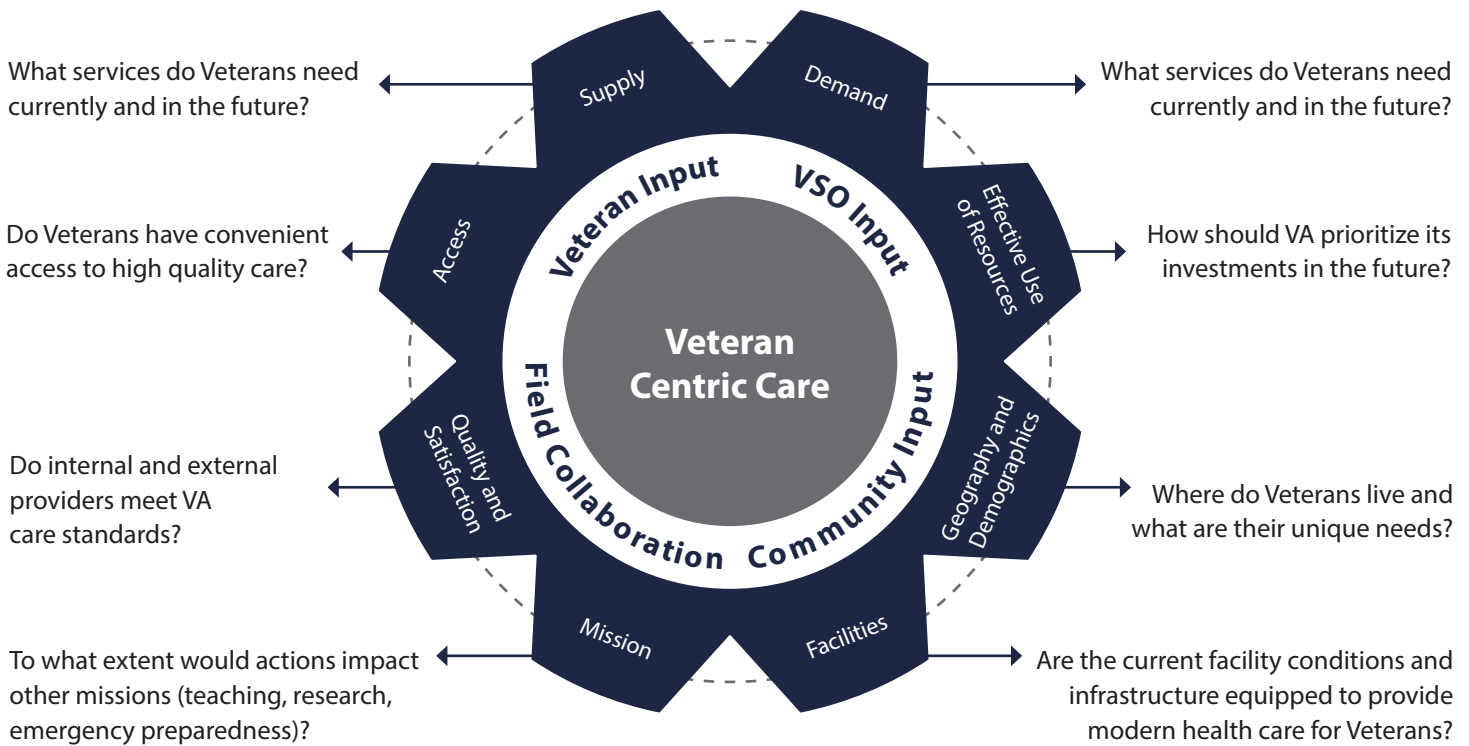 What services do Veterans need
currently and in the future?
Supply
Demand
What services do Veterans need
currently and in the future?
Do Veterans have convenient
access to high quality care?
Access
Veteran Input
VSO Input
Effective Use
of Resources
How should VA prioritize its
investments in the future?
Veteran
Centric Care
Do internal and external
providers meet VA
care standards?
Quality and
Satisfaction
Field Collaboration
Community Input
Geography and
Demographics
Where do Veterans live and
what are their unique needs?
To what extent would actions impact
other missions (teaching, research,
emergency preparedness)?
Mission
Facilities
Are the current facility conditions and
infrastructure equipped to provide
modern health care for Veterans?